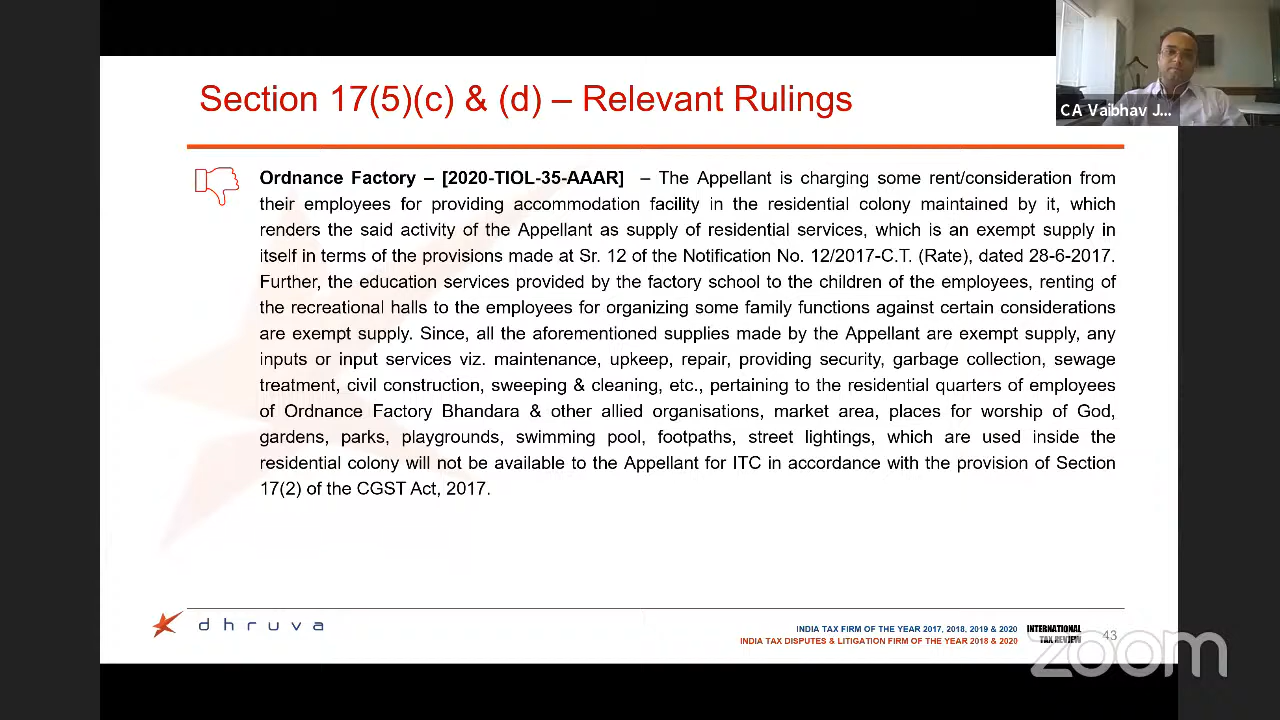 Section 17(5)(c) & (d) – Relevant Rulings
CA Vaibhav J...
Ordnance Factory – [2020-TIOL-35-AAAR] – The Appellant is charging some rent/consideration from
their employees for providing accommodation facility in the residential colony maintained by it, which
renders the said activity of the Appellant as supply of residential services, which is an exempt supply in
itself in terms of the provisions made at Sr. 12 of the Notification No. 12/2017-C.T. (Rate), dated 28-6-2017.
Further, the education services provided by the factory school to the children of the employees, renting of
the recreational halls to the employees for organizing some family functions against certain considerations
are exempt supply. Since, all the aforementioned supplies made by the Appellant are exempt supply, any
inputs or input services viz. maintenance, upkeep, repair, providing security, garbage collection, sewage
treatment, civil construction, sweeping & cleaning, etc., pertaining to the residential quarters of employees
of Ordnance Factory Bhandara & other allied organisations, market area, places for worship of God,
gardens, parks, playgrounds, swimming pool, footpaths, street lightings, which are used inside the
residential colony will not be available to the Appellant for ITC in accordance with the provision of Section
17(2) of the CGST Act, 2017.
dhruva
INDIA TAX FIRM OF THE YEAR 2017, 2018, 2019 & 2020
INDIA TAX DISPUTES & LITIGATION FIRM OF THE YEAR 2018 & 2020
INTERNATIONAL
TAX REVIEW
43
zoom